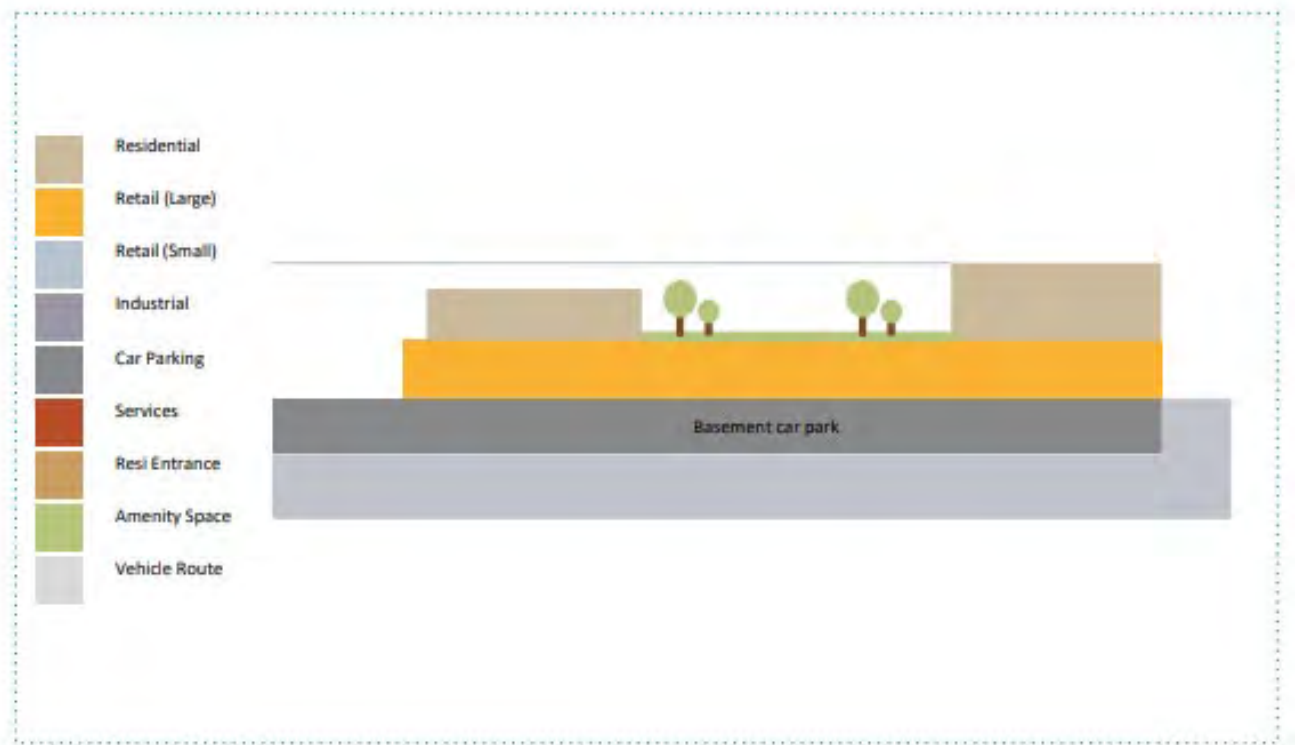 Residential
Retail (Large)
Retail (Small)
Industrial
Car Parking
Services
Resi Entrance
Amenity Space
Vehicle Route
Basement car park